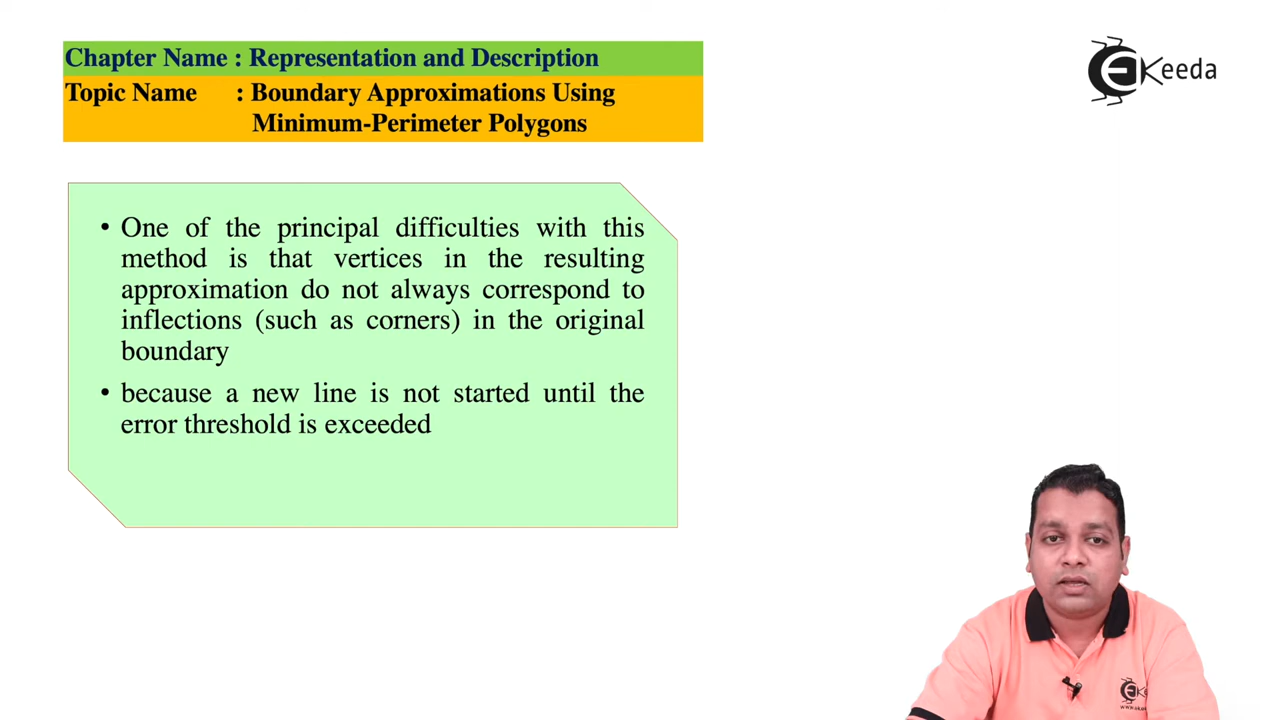 Chapter Name : Representation and Description
Topic Name : Boundary Approximations Using
Minimum-Perimeter Polygons
EKeeda
• One of the principal difficulties with this
method is that vertices in the resulting
approximation do not always correspond to
inflections (such as corners) in the original
boundary
• because a new line is not started until the
error threshold is exceeded